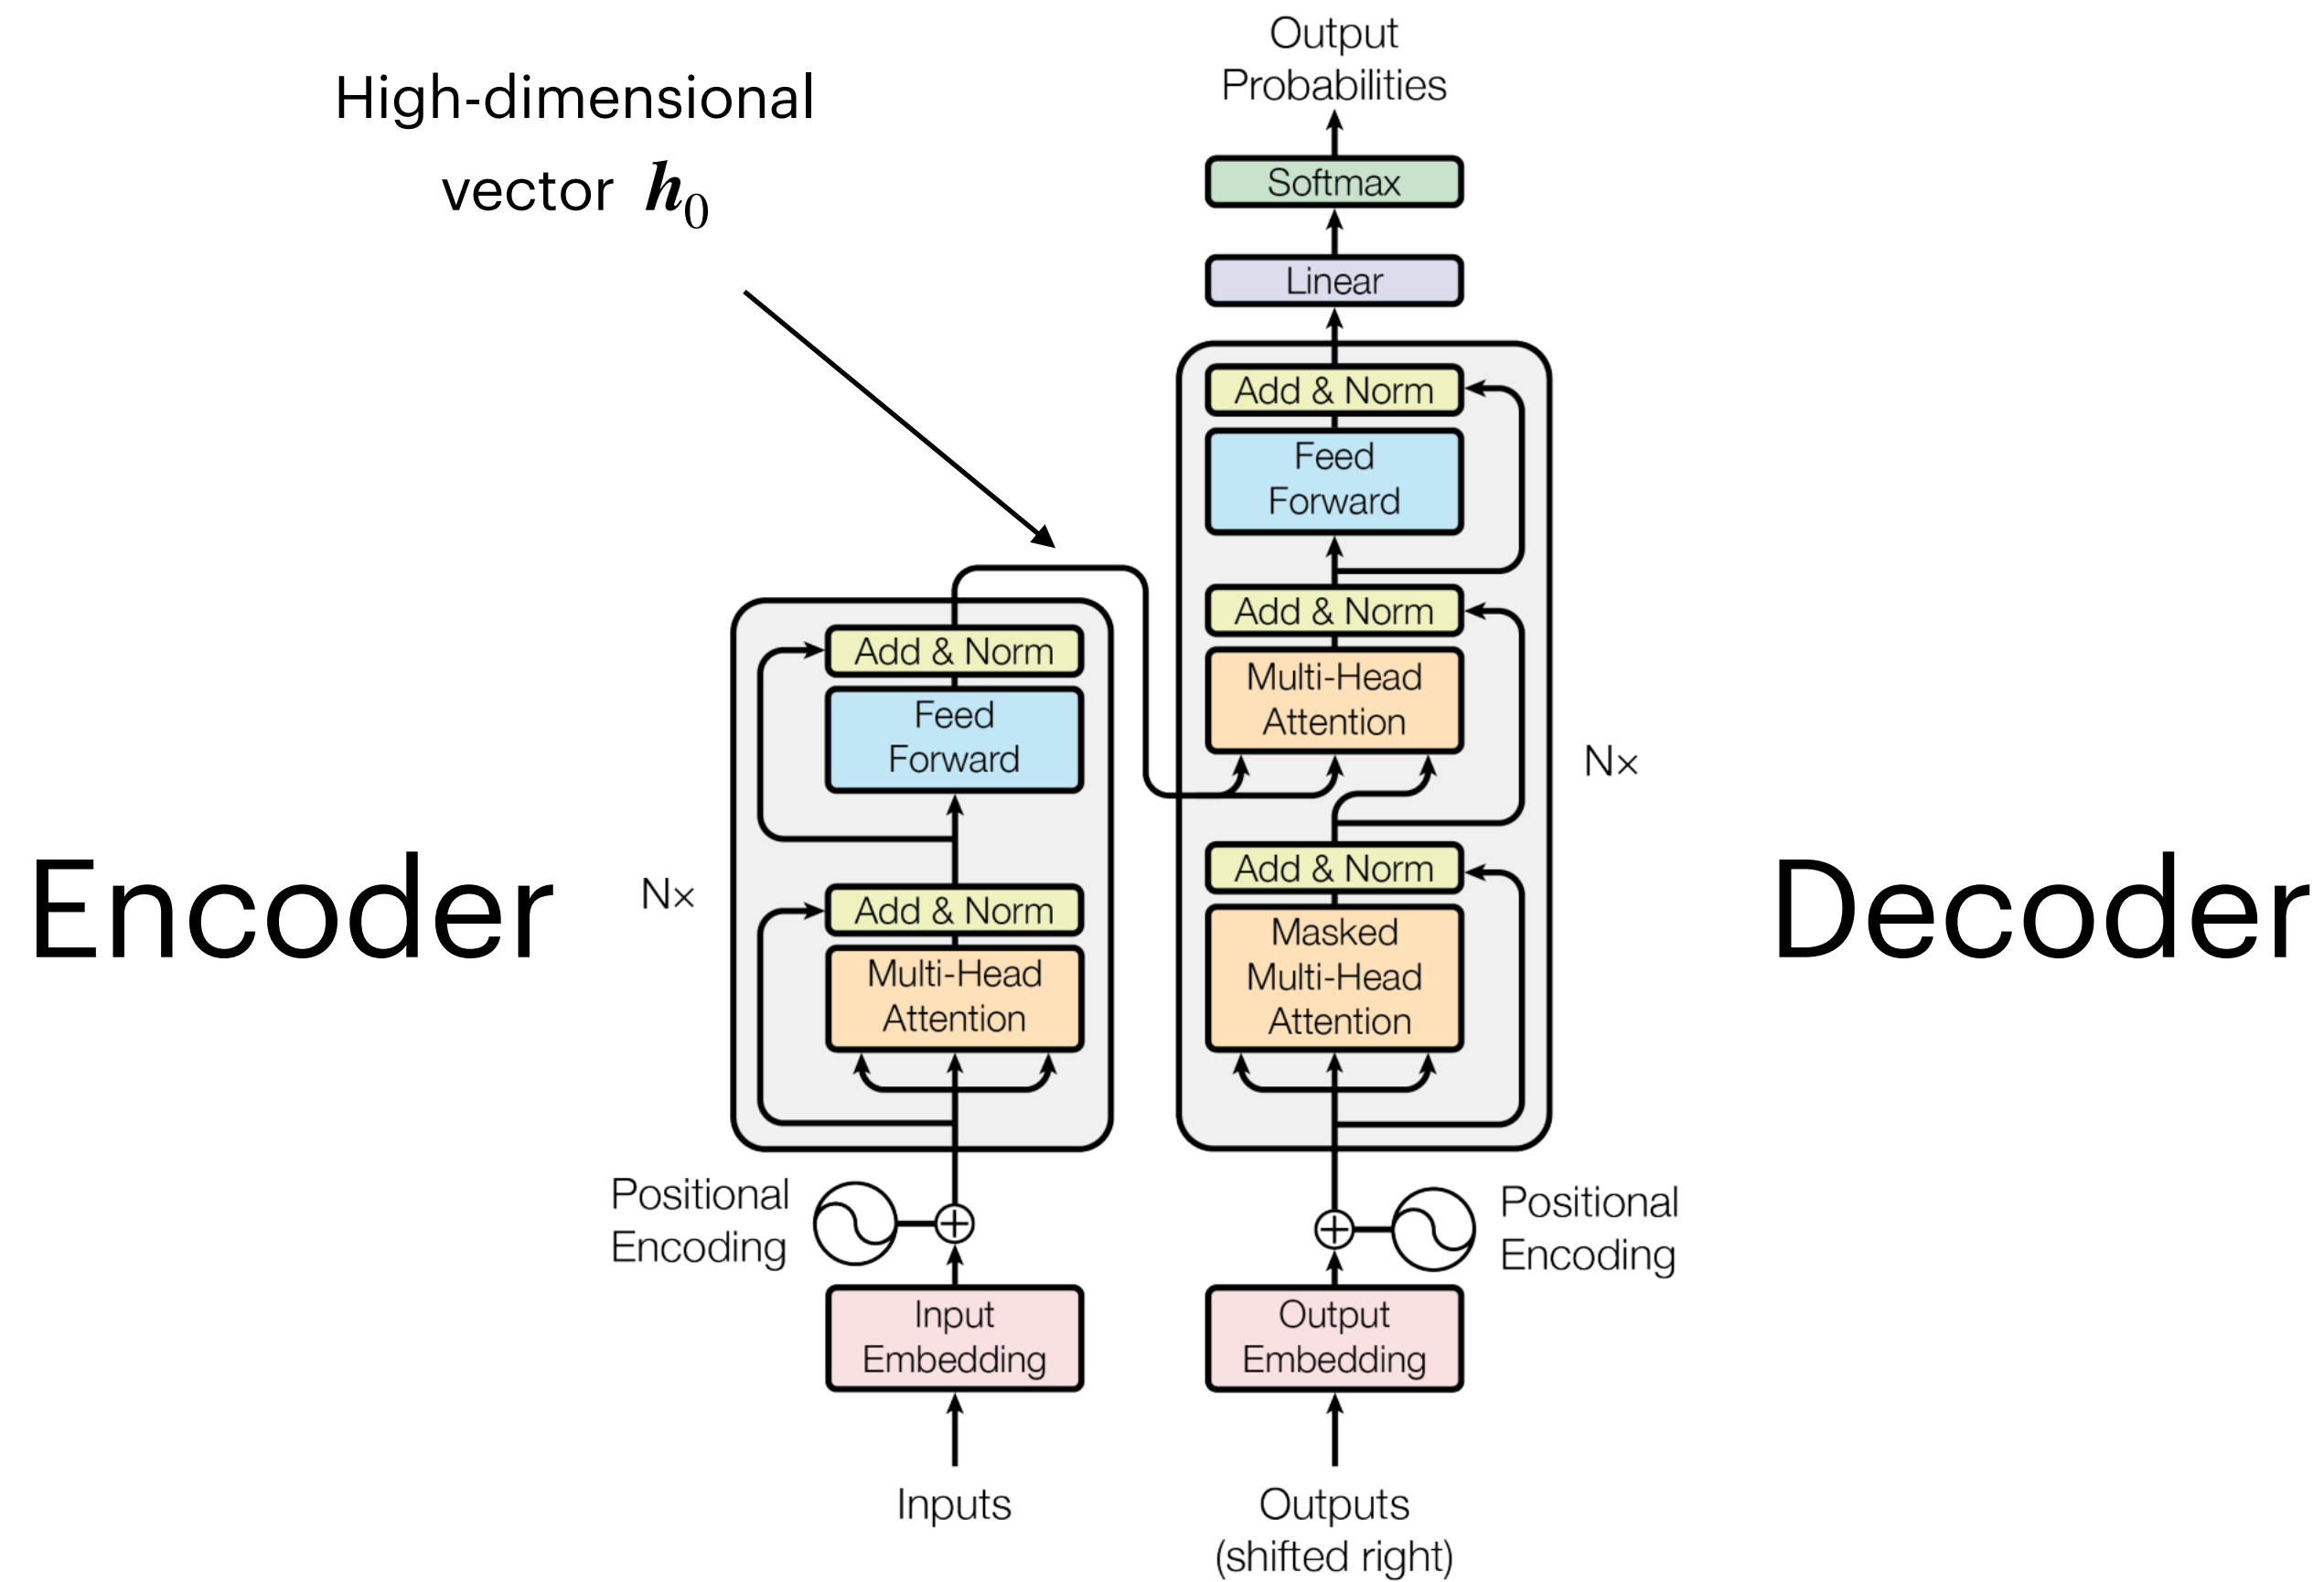 Output
Probabilities
High-dimensional
vector h0
Softmax
Linear
Add & Norm
Feed
Forward
Add & Norm
Multi-Head
Attention
Add & Norm
Masked
Multi-Head
Attention
N×
Decoder
Add & Norm
Feed
Forward
Add & Norm
Multi-Head
Attention
N×
Encoder
Positional
Encoding
Positional
Encoding
Input
Embedding
Output
Embedding
Inputs
Outputs
(shifted right)